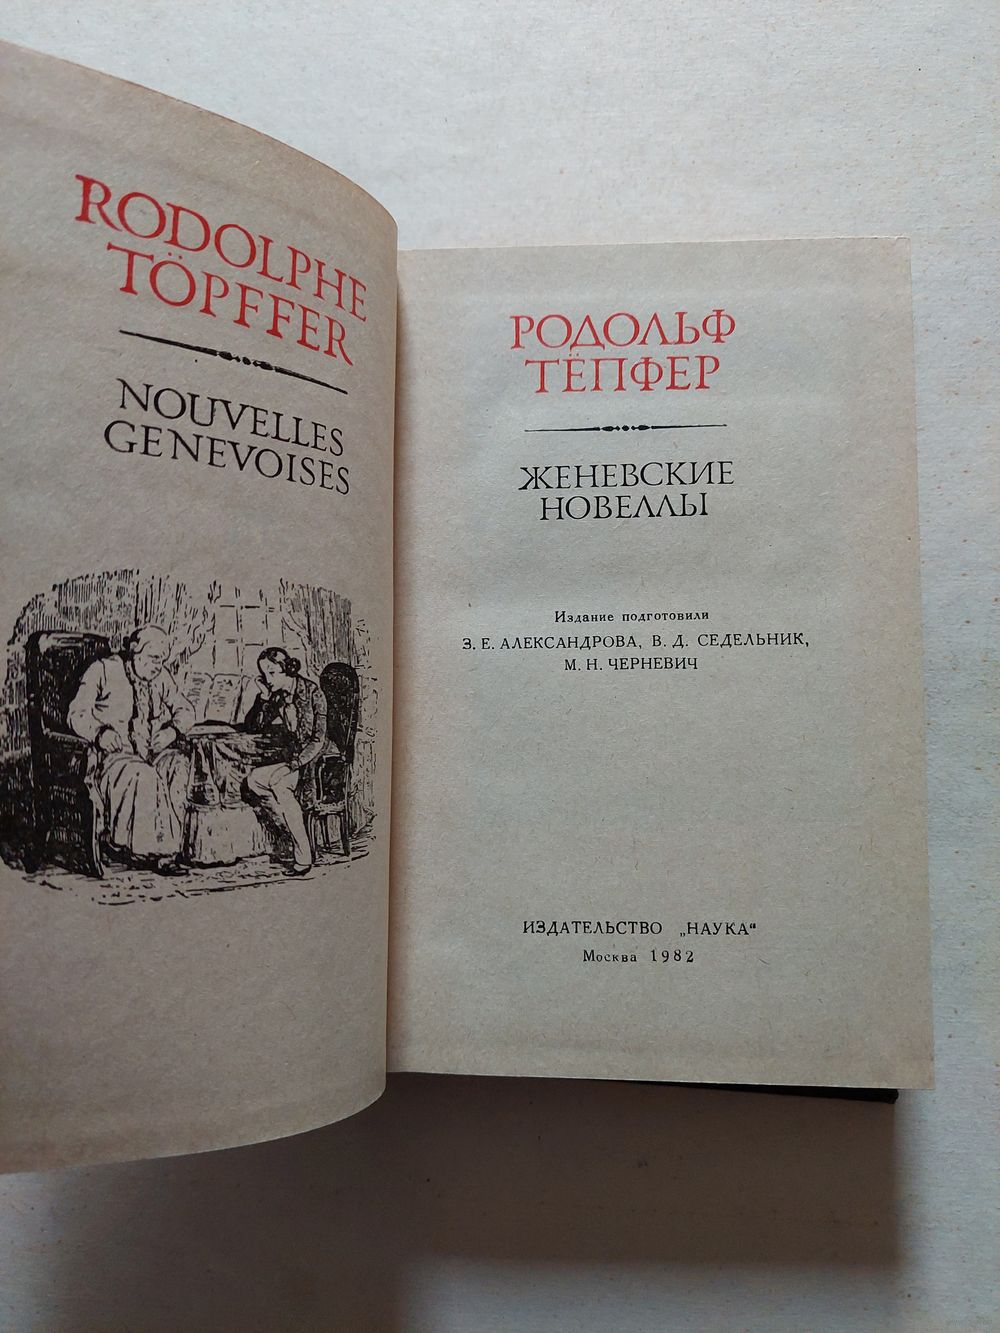 RODOLPHE
TÖPFFER
NOUVELLES
GENEVOISES
РОДОЛЬФ
ТЁПФЕР
ЖЕНЕВСКИЕ
НОВЕЛЛЫ
Издание подготовили
З. Е. АЛЕКСАНДРОВА, В. Д. СЕДЕЛЬНИК,
М. Н. ЧЕРНЕВИЧ
ИЗДАТЕЛЬСТВО „НАУКА“
Москва 1982